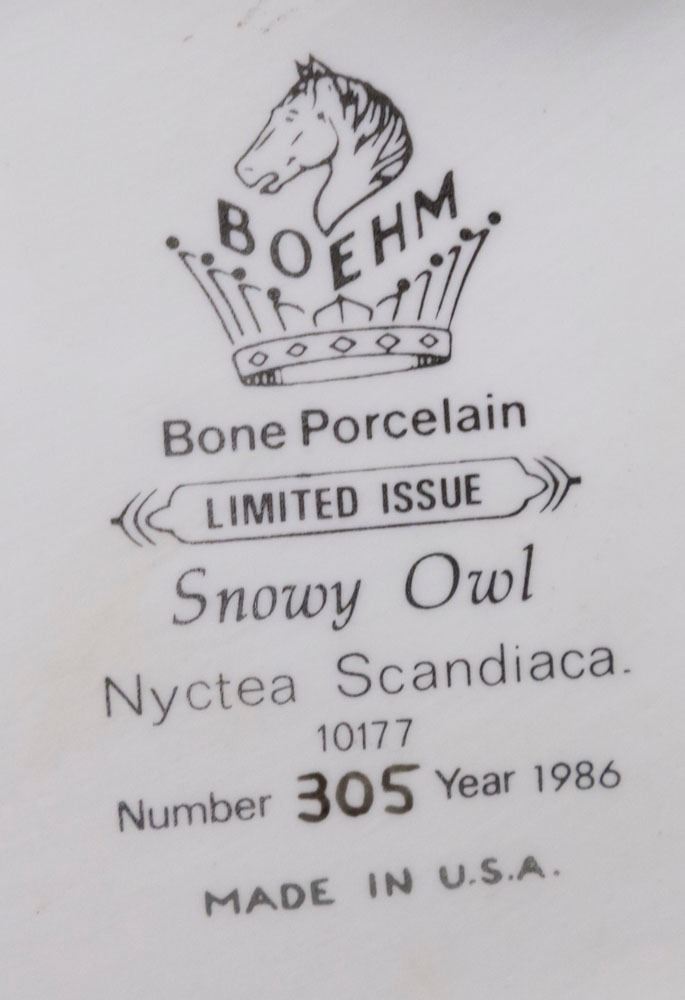 BOEHM
Bone Porcelain
LIMITED ISSUE
Snowy Owl
Nyctea Scandiaca.
10177
Number 305 Year 1986
MADE IN U.S.A.